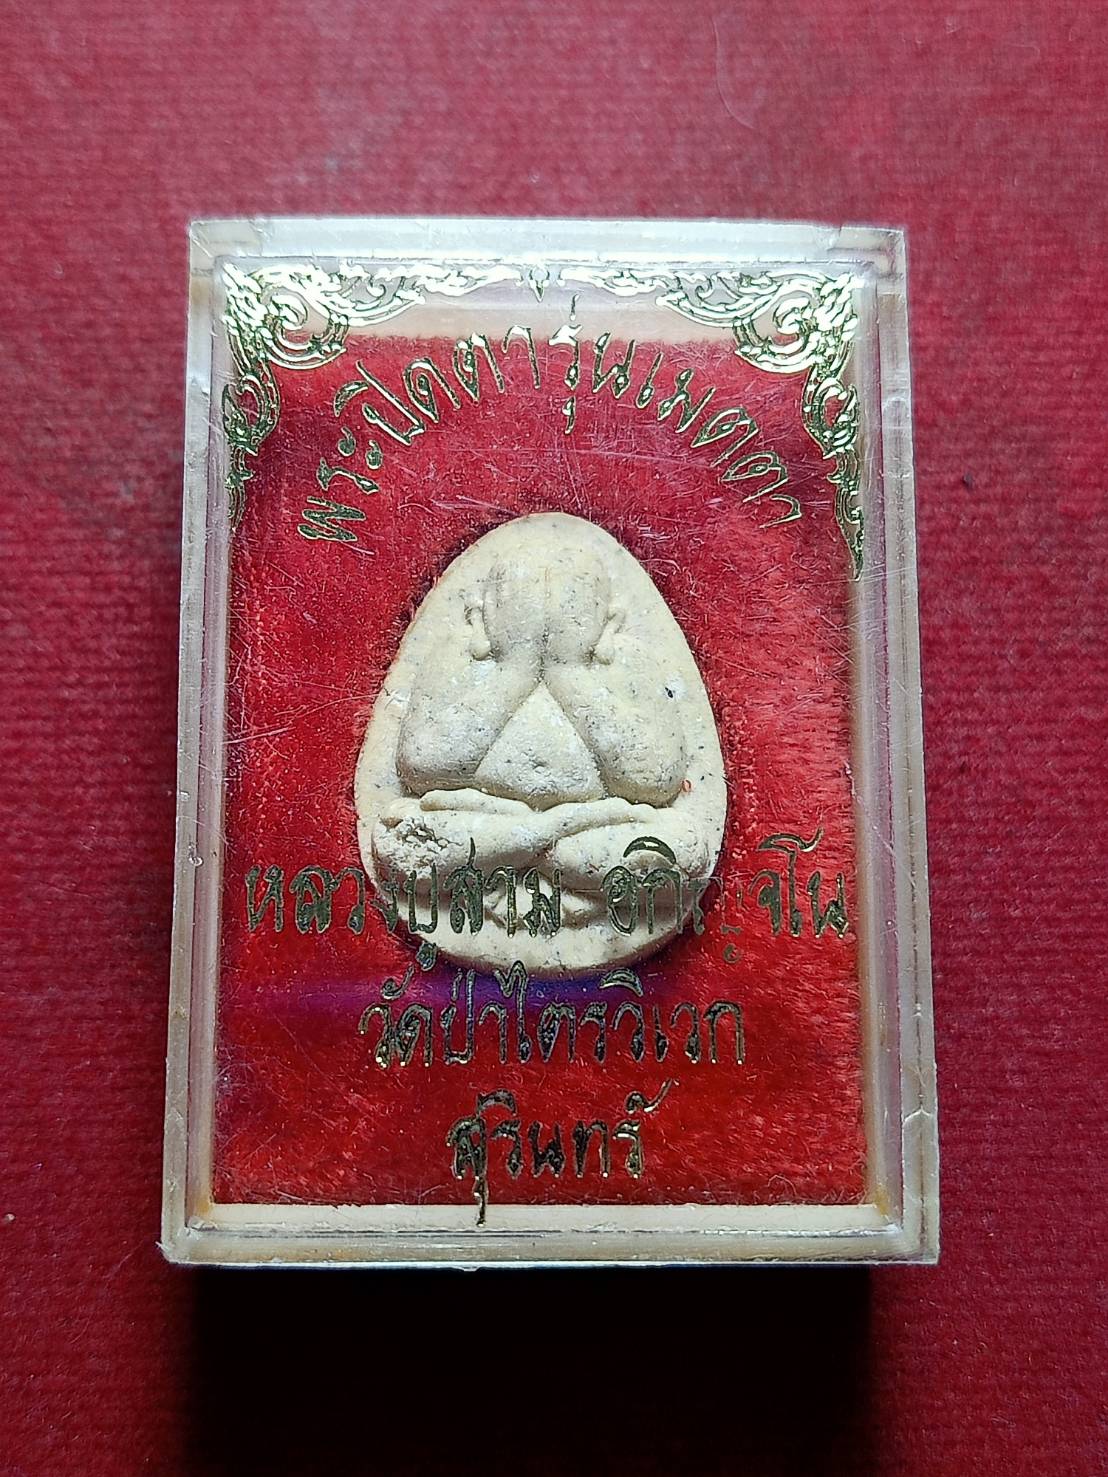 พระปิดตารุ่นเมตตา
หลวงปู่สาม อกิญฺจโน
วัดป่าไตรวิเวก
สุรินทร์